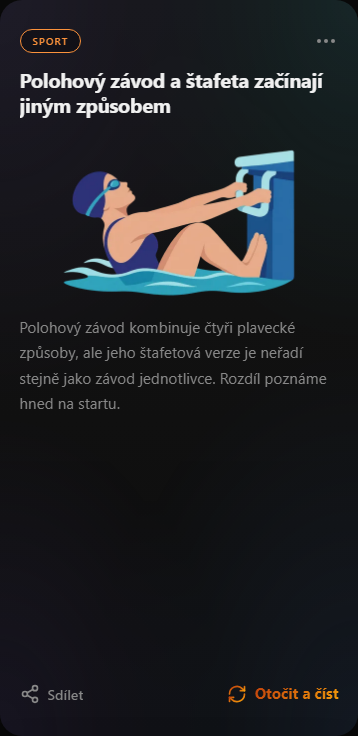 SPORT
Polohový závod a štafeta začínají
jiným způsobem
Polohový závod kombinuje čtyři plavecké
způsoby, ale jeho štafetová verze je neřadí
stejně jako závod jednotlivce. Rozdíl poznáme
hned na startu.
Sdílet
Otočit a číst